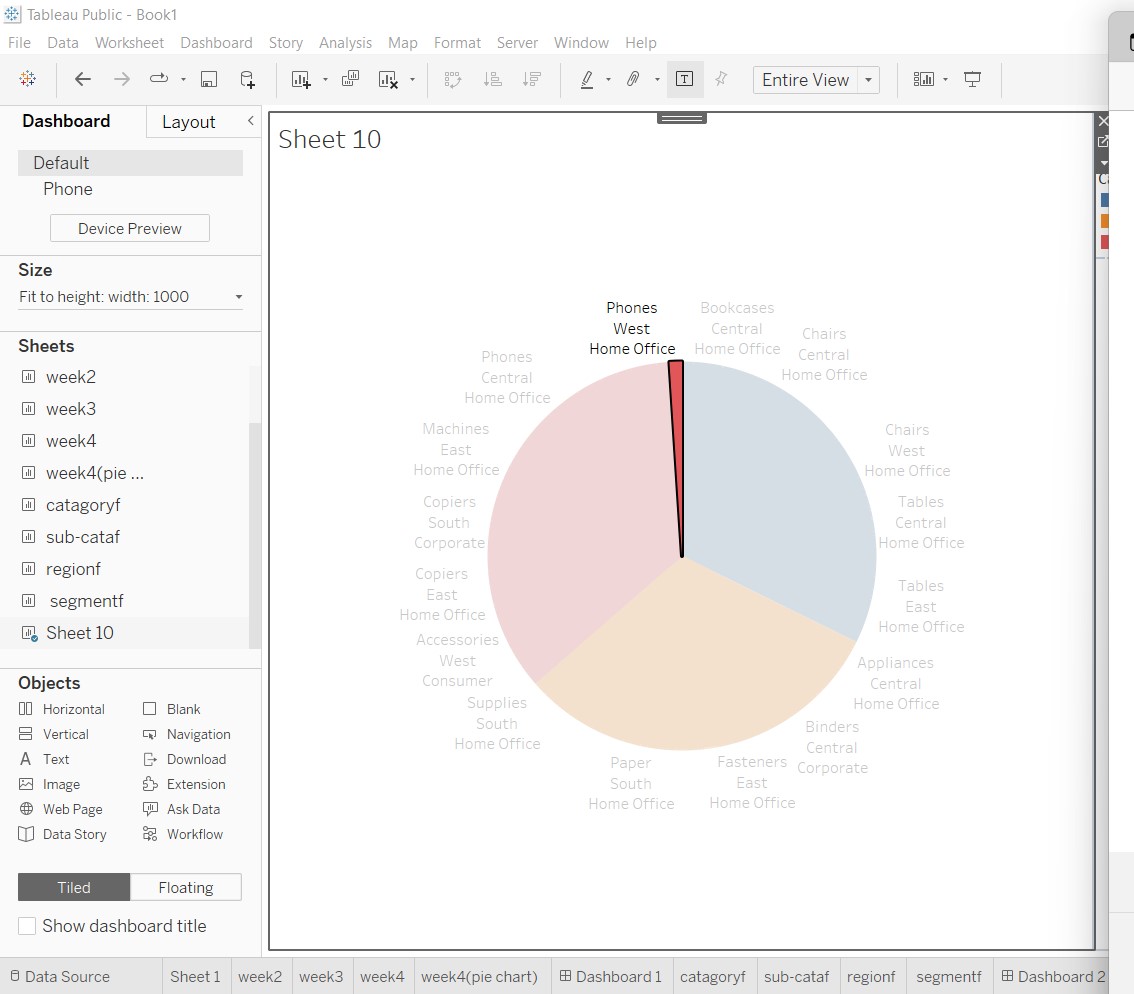 Tableau Public - Book1
File Data Worksheet Dashboard Story Analysis Map Format Server Window Help
Entire View
Dashboard Layout
Default
Phone
Device Preview
Size
Fit to height: width: 1000
Sheets
week2
week3
week4
week4(pie ...
catagoryf
sub-cataf
regionf
segmentf
Sheet 10
Objects
Horizontal Blank
Vertical Navigation
A Text Download
Image Extension
Web Page Ask Data
Data Story Workflow
Tiled Floating
Show dashboard title
Sheet 10
Phones
West
Home Office
Bookcases
Central
Home Office
Chairs
Central
Home Office
Chairs
West
Home Office
Tables
Central
Home Office
Tables
East
Home Office
Appliances
Central
Home Office
Binders
Central
Corporate
Fasteners
East
Home Office
Paper
South
Home Office
Supplies
South
Home Office
Accessories
West
Consumer
Copiers
East
Home Office
Copiers
South
Corporate
Machines
East
Home Office
Phones
Central
Home Office
Data Source Sheet 1 week2 week3 week4 week4(pie chart) Dashboard 1 catagoryf sub-cataf regionf segmentf Dashboard 2